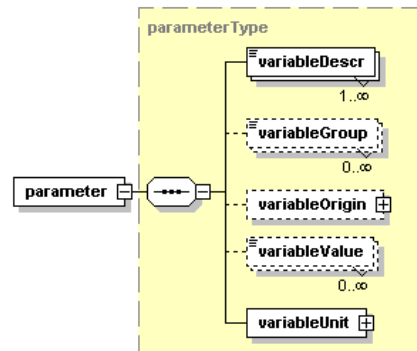 parameterType
variableDescr
1..∞
variableGroup
0..∞
parameter
variableOrigin
variableValue
0..∞
variableUnit